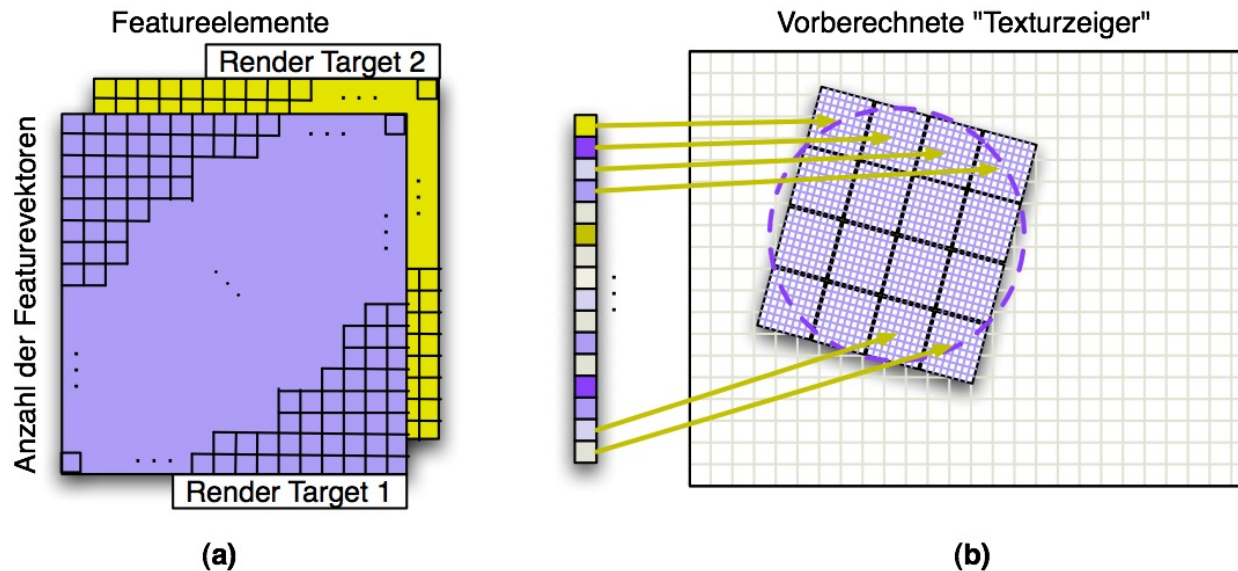 Featureelemente
Render Target 2
Anzahl der Featurevektoren
Render Target 1
(a)
Vorberechnete "Texturzeiger"
(b)